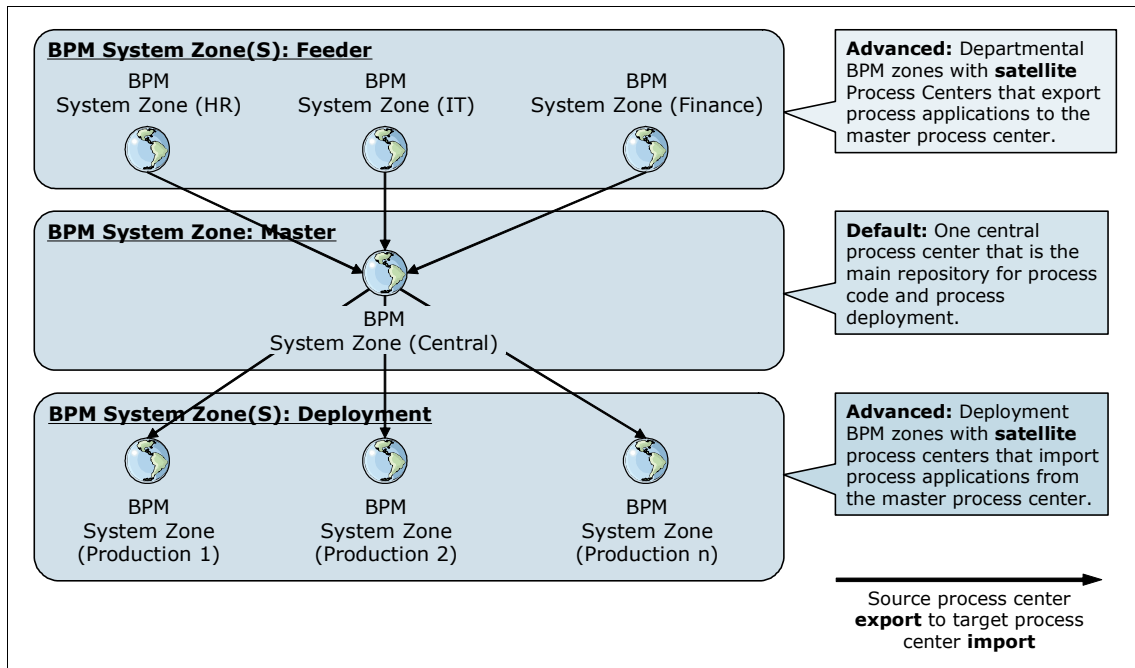 BPM System Zone(S): Feeder
BPM
System Zone (HR)
BPM
System Zone (IT)
BPM
System Zone (Finance)
Advanced: Departmental
BPM zones with satellite
Process Centers that export
process applications to the
master process center.
BPM System Zone: Master
BPM
System Zone (Central)
Default: One central
process center that is the
main repository for process
code and process
deployment.
BPM System Zone(S): Deployment
BPM
System Zone
(Production 1)
BPM
System Zone
(Production 2)
BPM
System Zone
(Production n)
Advanced: Deployment
BPM zones with satellite
process centers that import
process applications from
the master process center.
Source process center
export to target process
center import